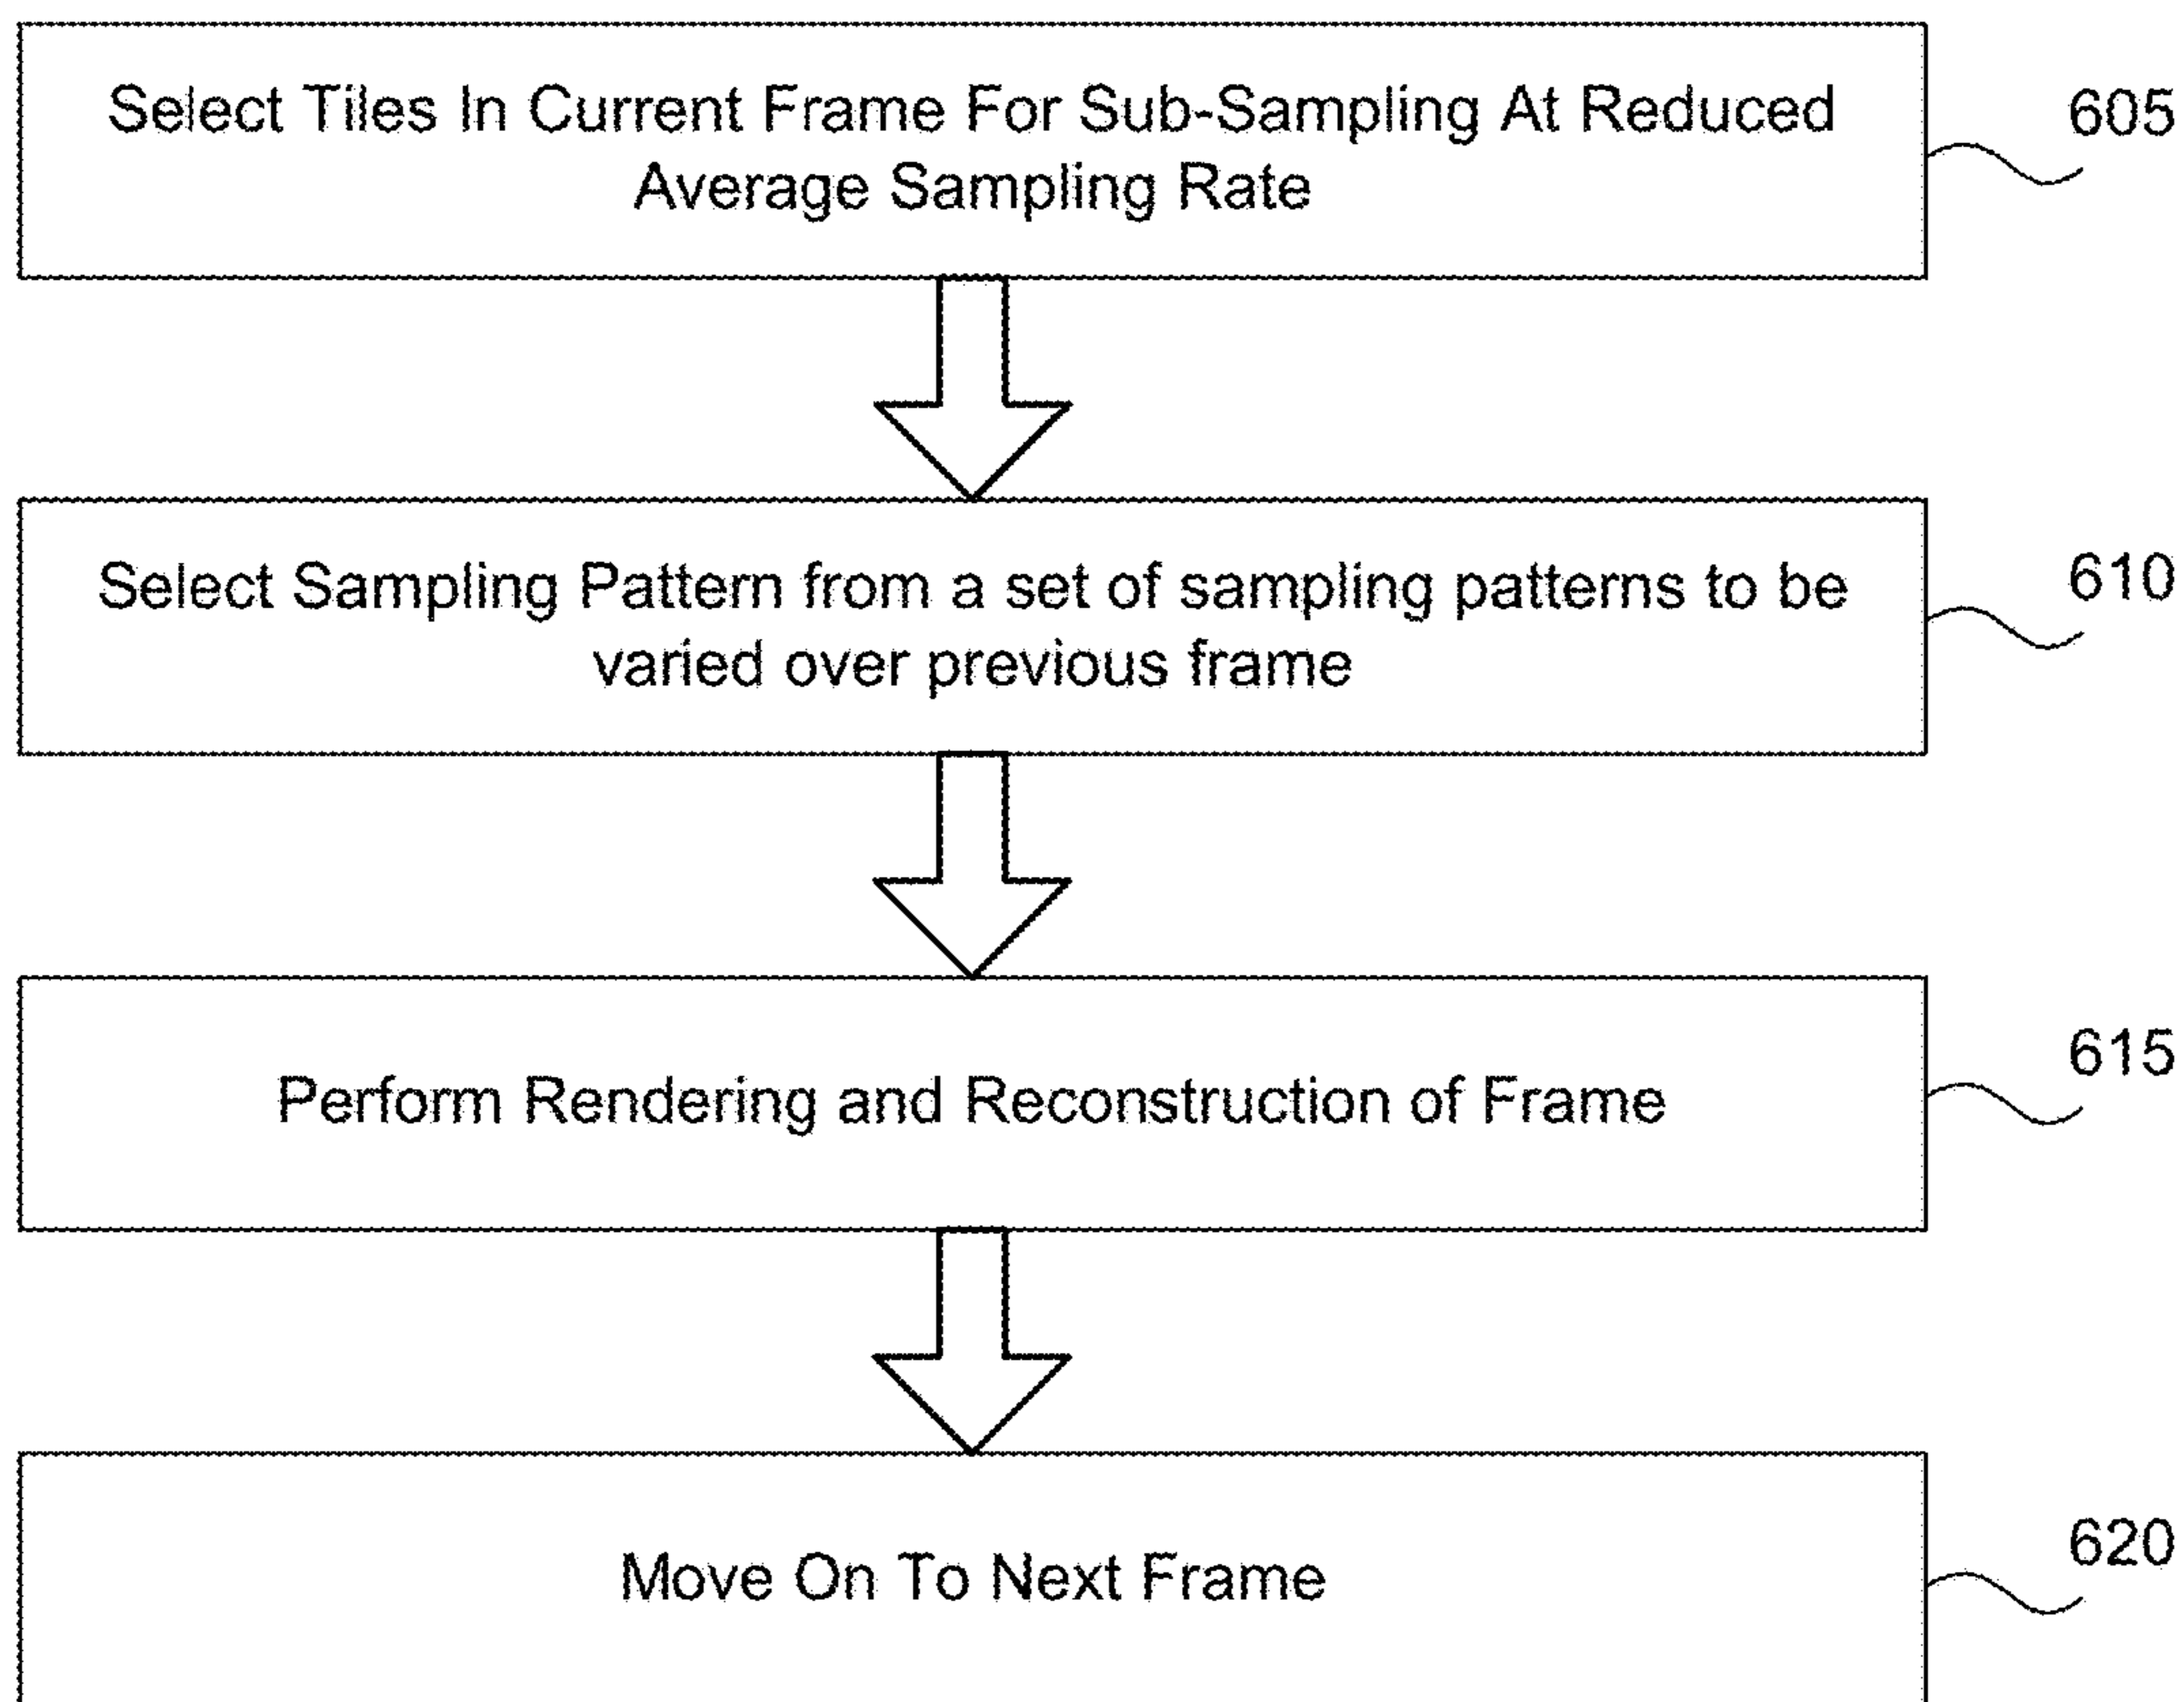 Select Tiles In Current Frame For Sub-Sampling At Reduced
Average Sampling Rate
605
Select Sampling Pattern from a set of sampling patterns to be
varied over previous frame
610
Perform Rendering and Reconstruction of Frame
615
Move On To Next Frame
620